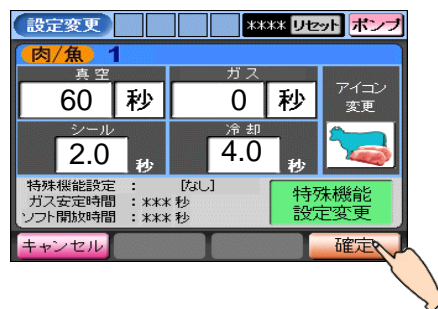 設定変更 **** リセット ポンプ
肉/魚 1
真空 ガス アイコン
60 秒 0 秒 変更
シール 冷却
2.0 秒 4.0 秒
特殊機能設定 : [なし] 特殊機能
ガス安定時間 : *** 秒 設定変更
ソフト開放時間 : *** 秒
キャンセル 確定